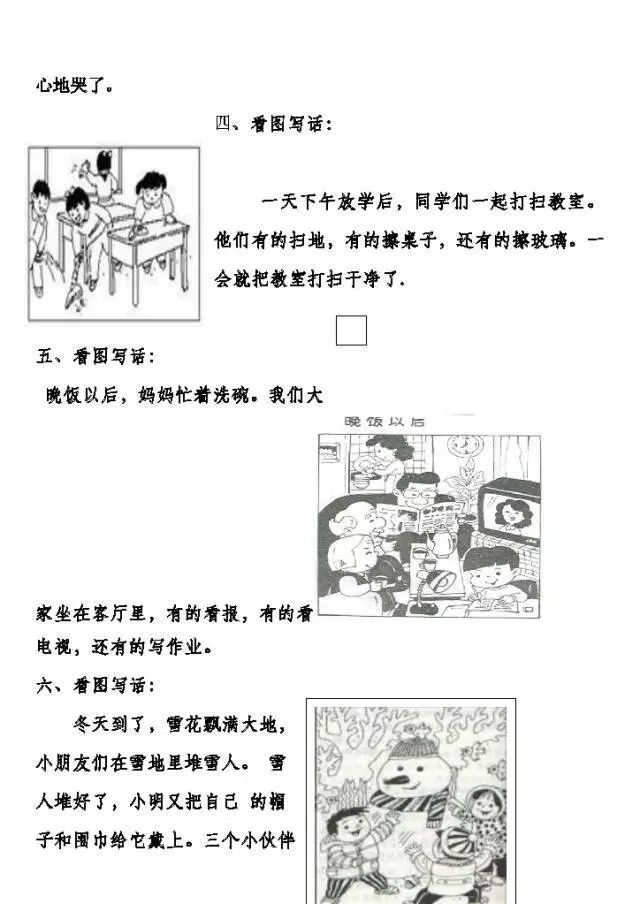 心地哭了。
四、看图写话：
一天下午放学后，同学们一起打扫教室。
他们有的扫地，有的擦桌子，还有的擦玻璃。一
会就把教室打扫干净了.
五、看图写话：
晚饭以后，妈妈忙着洗碗。我们大
晚饭以后
家坐在客厅里，有的看报，有的看
电视，还有的写作业。
六、看图写话：
冬天到了，雪花飘满大地，
小朋友们在雪地里堆雪人。 雪
人堆好了，小明又把自己 的帽
子和围巾给它戴上。三个小伙伴